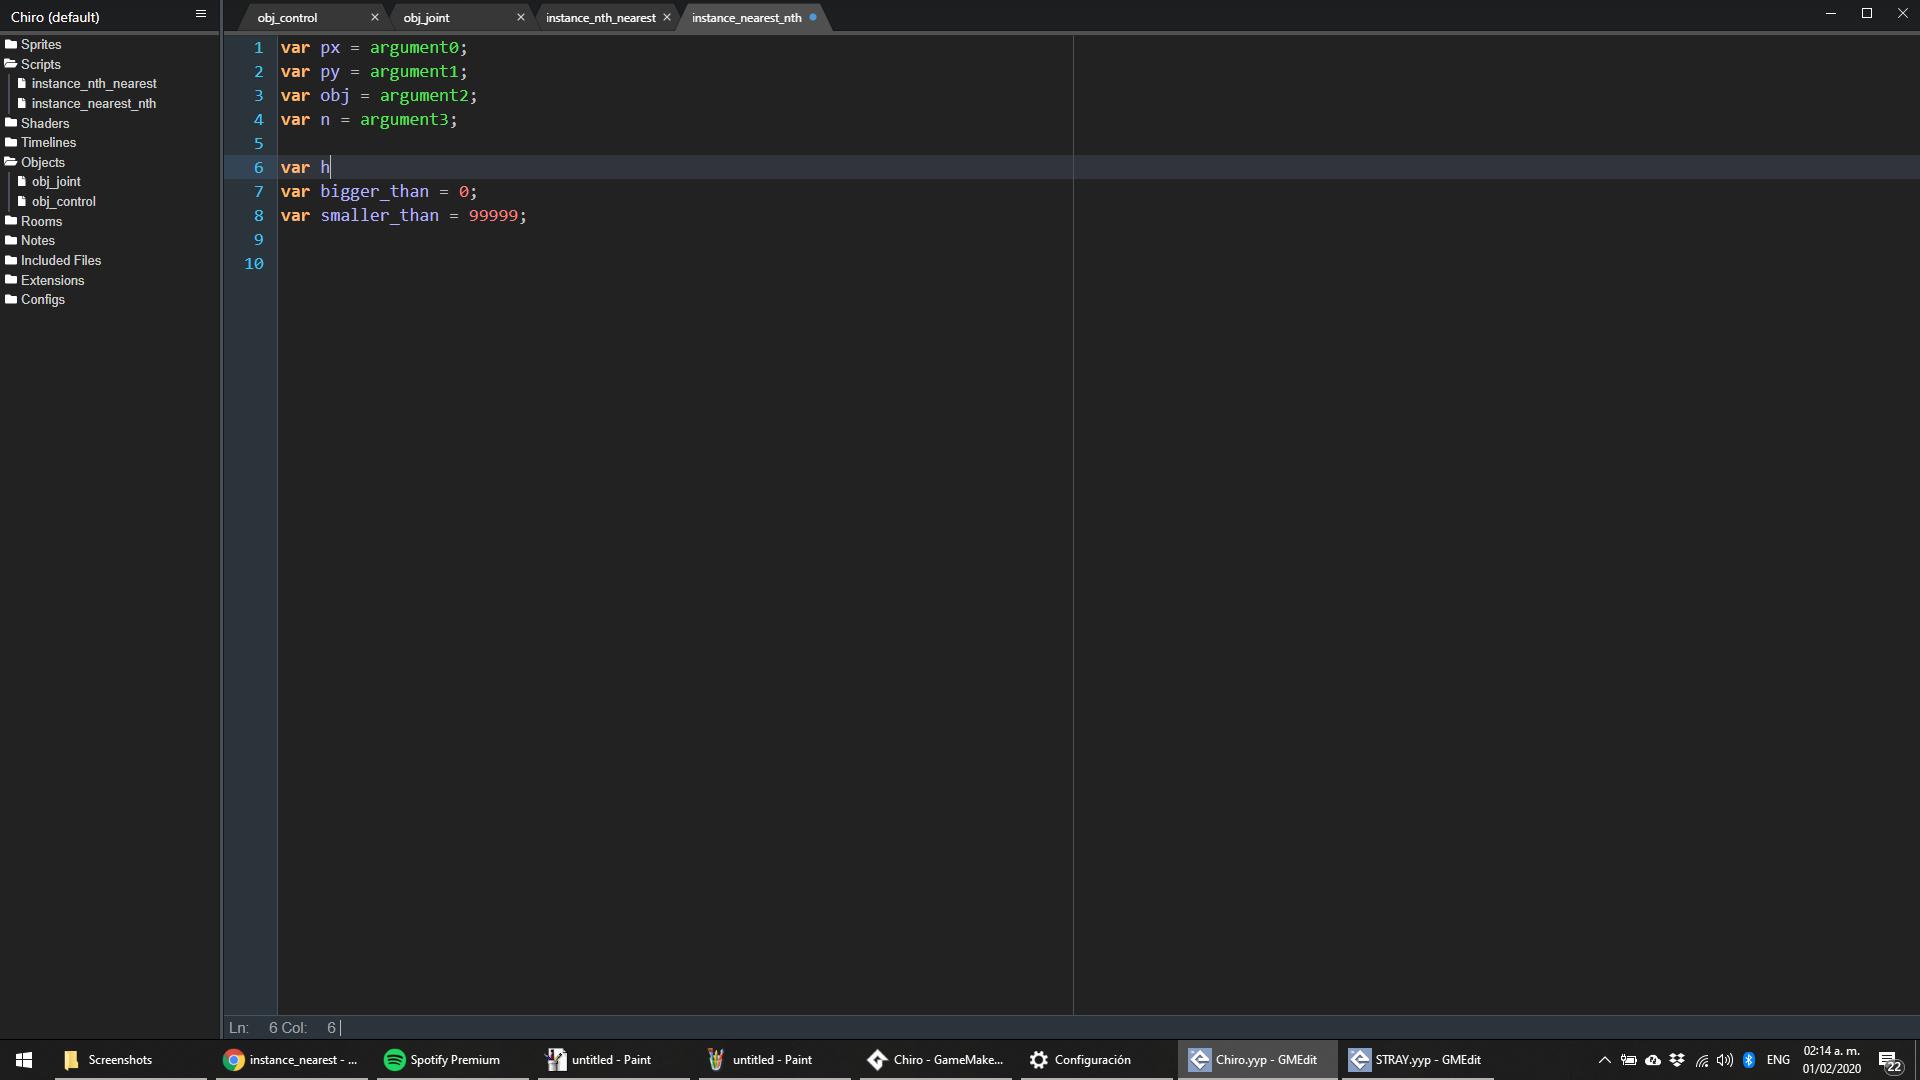 Chiro (default)
obj_control
obj_joint
instance_nth_nearest
instance_nearest_nth
Sprites
Scripts
instance_nth_nearest
instance_nearest_nth
Shaders
Timelines
Objects
obj_joint
obj_control
Rooms
Notes
Included Files
Extensions
Configs
1 var px = argument0;
2 var py = argument1;
3 var obj = argument2;
4 var n = argument3;
5
6 var h
7 var bigger_than = 0;
8 var smaller_than = 99999;
9
10
Ln: 6 Col: 6
Screenshots
instance_nearest - ...
Spotify Premium
untitled - Paint
untitled - Paint
Chiro - GameMake...
Configuración
Chiro.yyp - GMEdit
STRAY.yyp - GMEdit
ENG
02:14 a. m.
01/02/2020
22